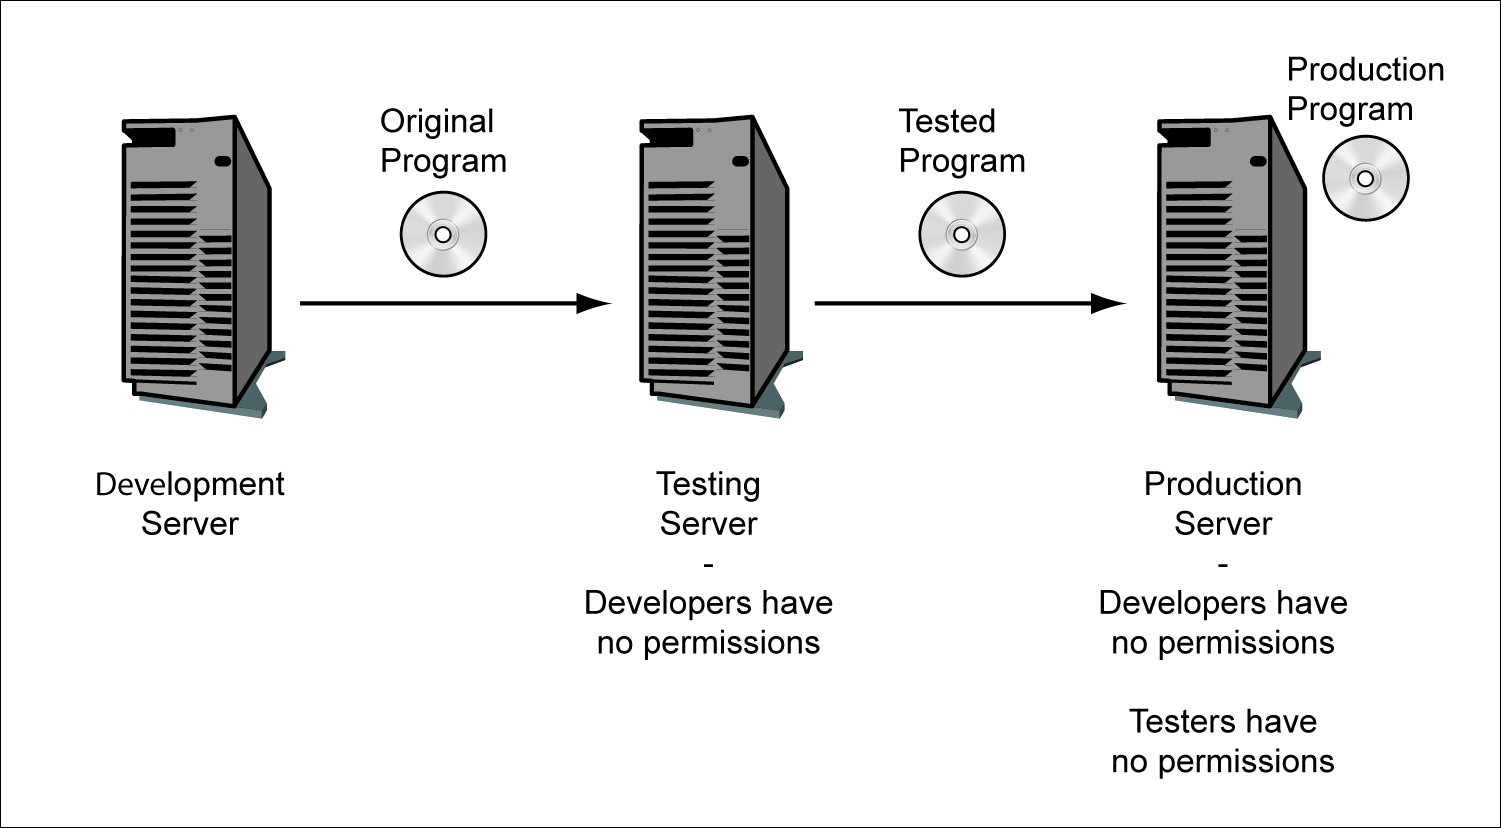 Original
Program
Tested
Program
Production
Program
Development
Server
Testing
Server
-
Developers have
no permissions
Production
Server
-
Developers have
no permissions
Testers have
no permissions